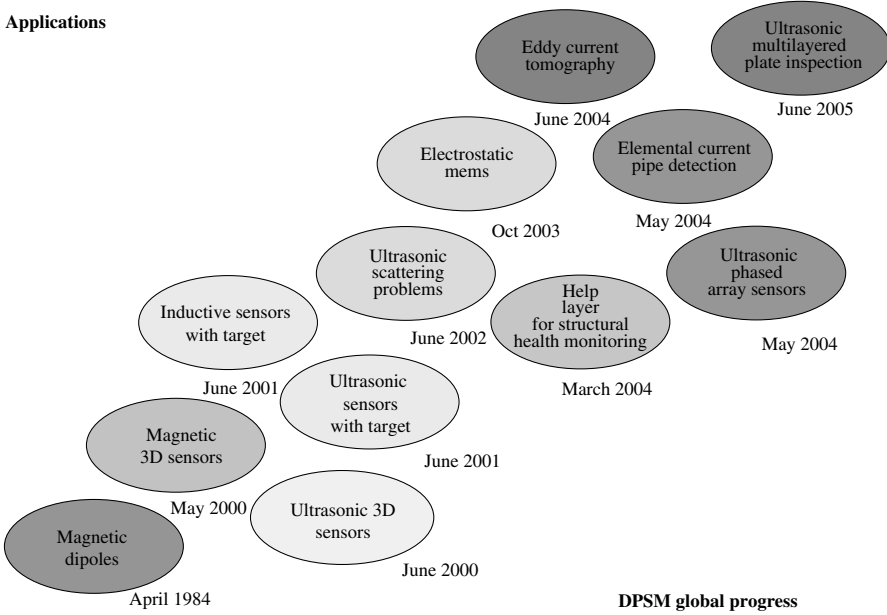 Applications
Eddy current
tomography
June 2004
Ultrasonic
multilayered
plate inspection
June 2005
Electrostatic
mems
Oct 2003
Elemental current
pipe detection
May 2004
Ultrasonic
scattering
problems
June 2002
Ultrasonic
phased
array sensors
May 2004
Inductive sensors
with target
June 2001
Help
layer
for structural
health monitoring
March 2004
Ultrasonic
sensors
with target
June 2001
Magnetic
3D sensors
May 2000
Ultrasonic 3D
sensors
June 2000
Magnetic
dipoles
April 1984
DPSM global progress